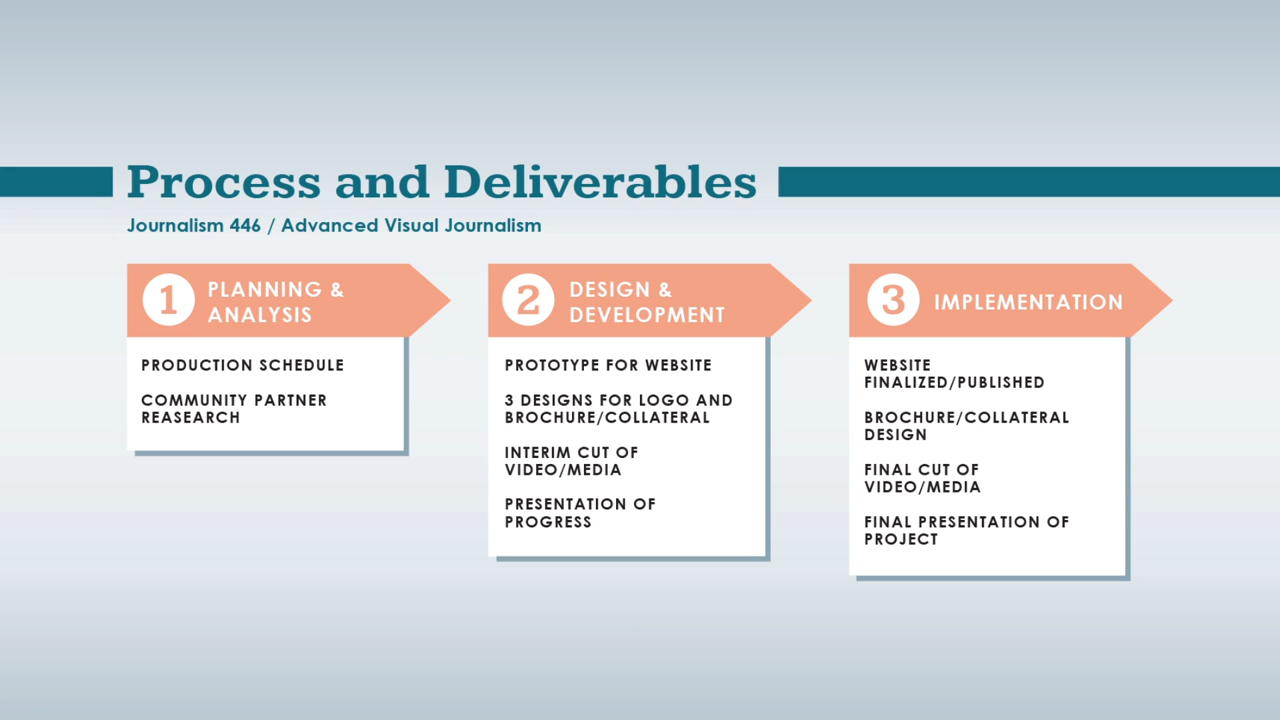 Process and Deliverables
Journalism 446 / Advanced Visual Journalism
1
PLANNING &
ANALYSIS
PRODUCTION SCHEDULE
COMMUNITY PARTNER
REASEARCH
2
DESIGN &
DEVELOPMENT
PROTOTYPE FOR WEBSITE
3 DESIGNS FOR LOGO AND
BROCHURE/COLLATERAL
INTERIM CUT OF
VIDEO/MEDIA
PRESENTATION OF
PROGRESS
3
IMPLEMENTATION
WEBSITE
FINALIZED/PUBLISHED
BROCHURE/COLLATERAL
DESIGN
FINAL CUT OF
VIDEO/MEDIA
FINAL PRESENTATION OF
PROJECT